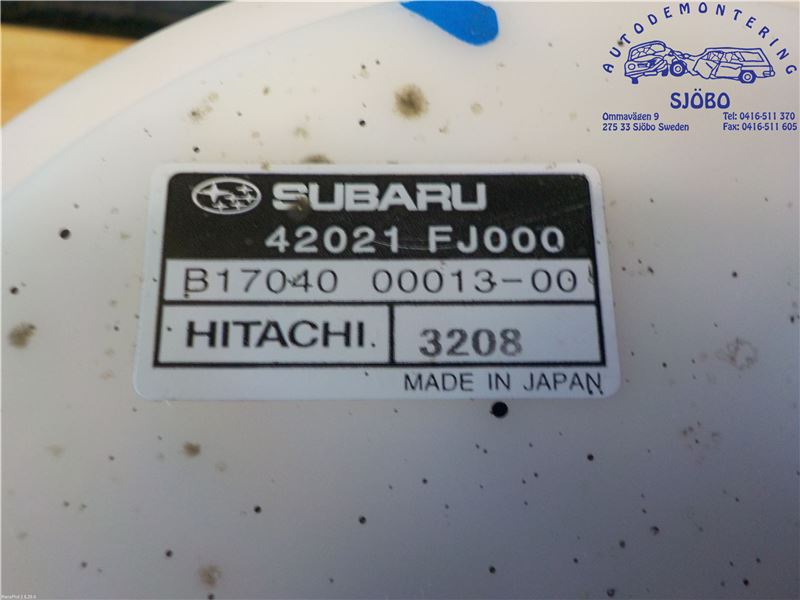 AUTODEMONTERING
SJÖBO
Ommavägen 9 Tel: 0416-511 370
275 33 Sjöbo Sweden Fax: 0416-511 605
SUBARU
42021 FJ000
B17040 00013-00
HITACHI. 3208
MADE IN JAPAN